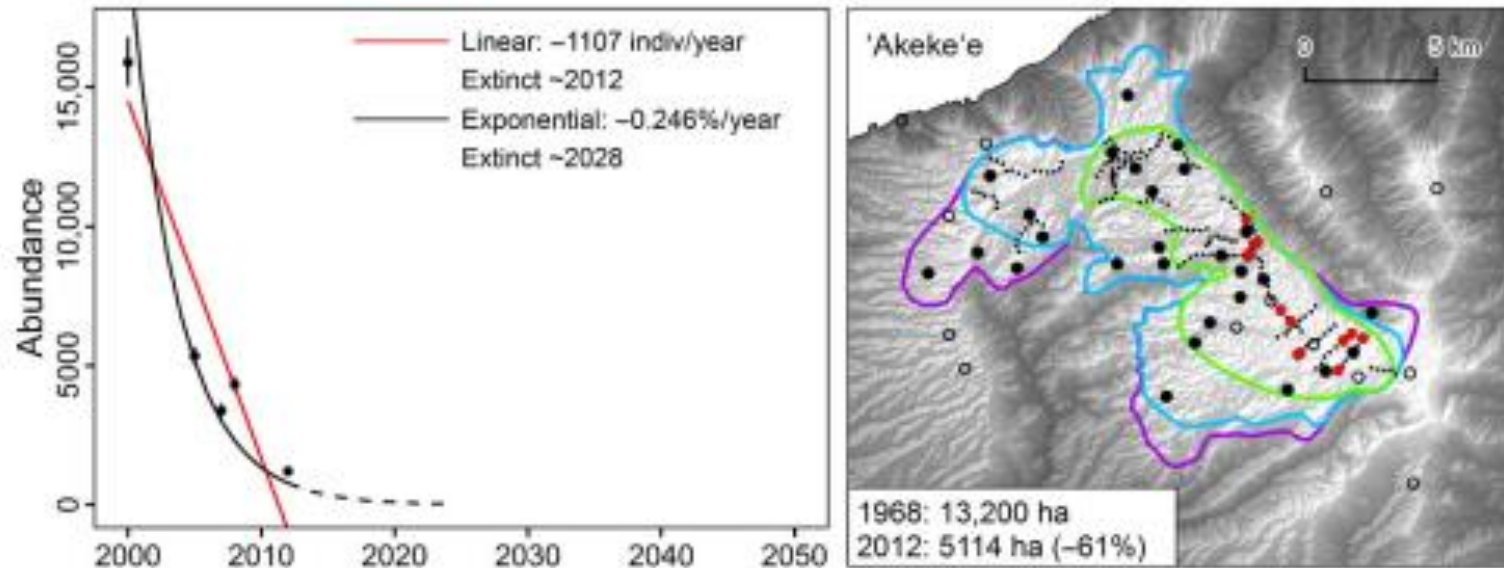 Abundance
15,000
10,000
5000
0
2000 2010 2020 2030 2040 2050
Linear: –1107 indiv/year
Extinct ~2012
Exponential: –0.246%/year
Extinct ~2028
'Akeke'e
0 5 km
1968: 13,200 ha
2012: 5114 ha (–61%)